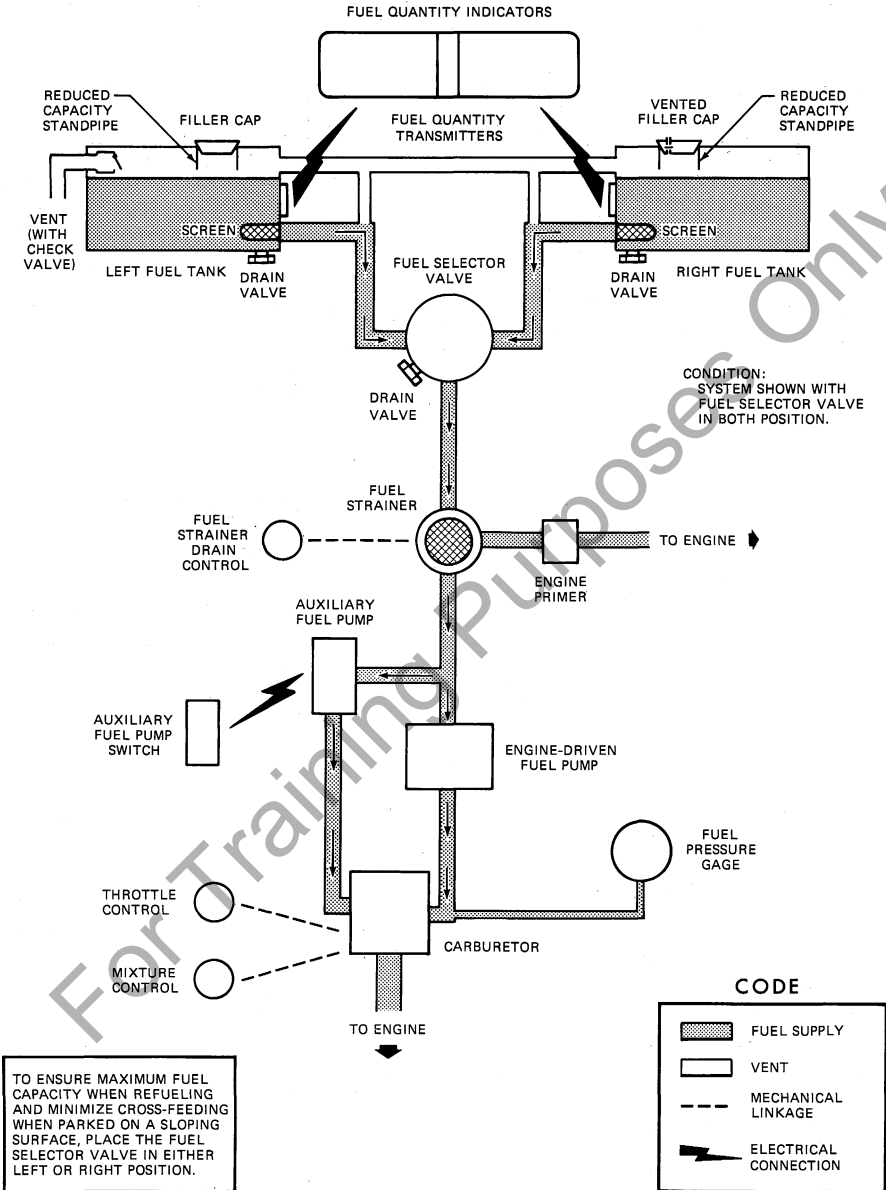 FUEL QUANTITY INDICATORS
REDUCED
CAPACITY
STANDPIPE
FILLER CAP
FUEL QUANTITY
TRANSMITTERS
VENTED
FILLER CAP
REDUCED
CAPACITY
STANDPIPE
VENT
(WITH
CHECK
VALVE)
SCREEN
SCREEN
LEFT FUEL TANK
DRAIN
VALVE
FUEL SELECTOR
VALVE
DRAIN
VALVE
RIGHT FUEL TANK
DRAIN
VALVE
CONDITION:
SYSTEM SHOWN WITH
FUEL SELECTOR VALVE
IN BOTH POSITION.
FUEL
STRAINER
FUEL
STRAINER
DRAIN
CONTROL
TO ENGINE
ENGINE
PRIMER
AUXILIARY
FUEL PUMP
AUXILIARY
FUEL PUMP
SWITCH
ENGINE-DRIVEN
FUEL PUMP
FUEL
PRESSURE
GAGE
THROTTLE
CONTROL
CARBURETOR
MIXTURE
CONTROL
TO ENGINE
CODE
FUEL SUPPLY
VENT
MECHANICAL
LINKAGE
ELECTRICAL
CONNECTION
TO ENSURE MAXIMUM FUEL
CAPACITY WHEN REFUELING
AND MINIMIZE CROSS-FEEDING
WHEN PARKED ON A SLOPING
SURFACE, PLACE THE FUEL
SELECTOR VALVE IN EITHER
LEFT OR RIGHT POSITION.
For Training Purposes Only